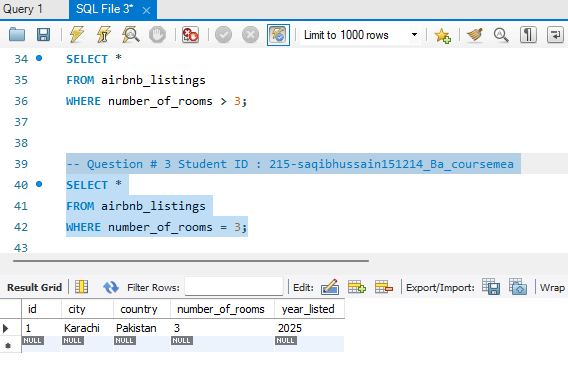 Query 1 SQL File 3*
Limit to 1000 rows
34 SELECT *
35 FROM airbnb_listings
36 WHERE number_of_rooms > 3;
37
38
39 -- Question # 3 Student ID : 215-saqibhussain151214_Ba_coursemea
40 SELECT *
41 FROM airbnb_listings
42 WHERE number_of_rooms = 3;
43
Result Grid Filter Rows: Edit: Export/Import: Wrap
id city country number_of_rooms year_listed
1 Karachi Pakistan 3 2025
NULL NULL NULL NULL NULL